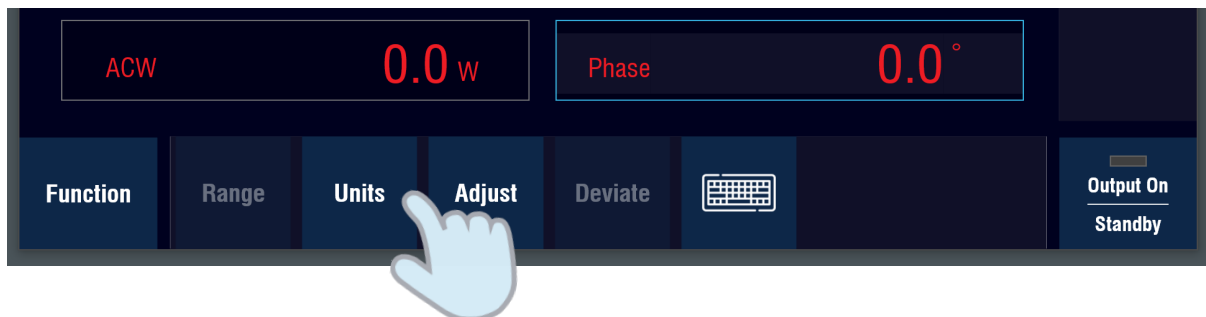 ACW 0.0 W
Phase 0.0 °
Function
Range
Units
Adjust
Deviate
Output On
Standby